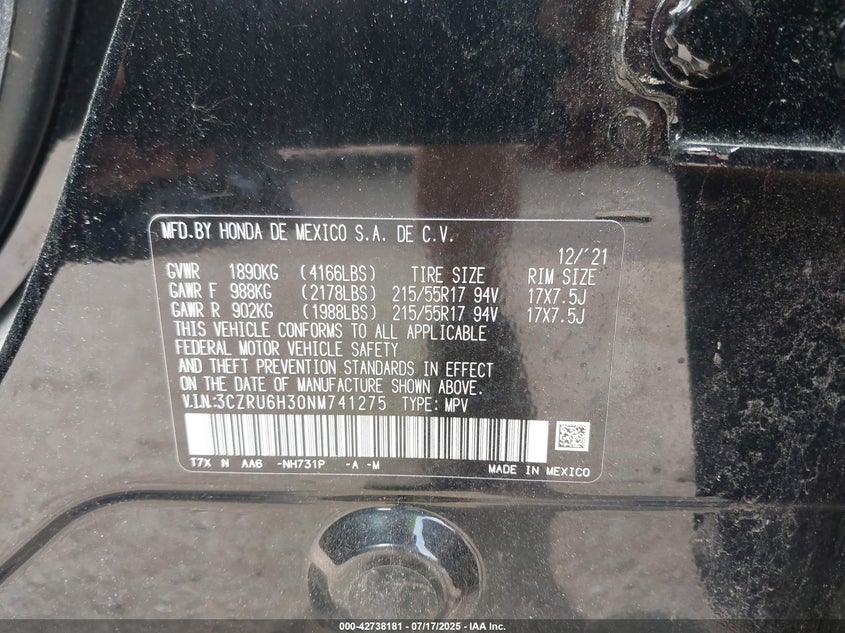 MFD.BY HONDA DE MEXICO S.A. DE C.V.
12/'21
GVWR 1890KG (4166LBS) TIRE SIZE RIM SIZE
GAWR F 988KG (2178LBS) 215/55R17 94V 17X7.5J
GAWR R 902KG (1988LBS) 215/55R17 94V 17X7.5J
THIS VEHICLE CONFORMS TO ALL APPLICABLE
FEDERAL MOTOR VEHICLE SAFETY
AND THEFT PREVENTION STANDARDS IN EFFECT
ON THE DATE OF MANUFACTURE SHOWN ABOVE.
V.I.N.:3CZRU6H30NM741275 TYPE: MPV
T7X N AA6 -NH731P -A -M MADE IN MEXICO
000-42738181 - 07/17/2025 - IAA Inc.